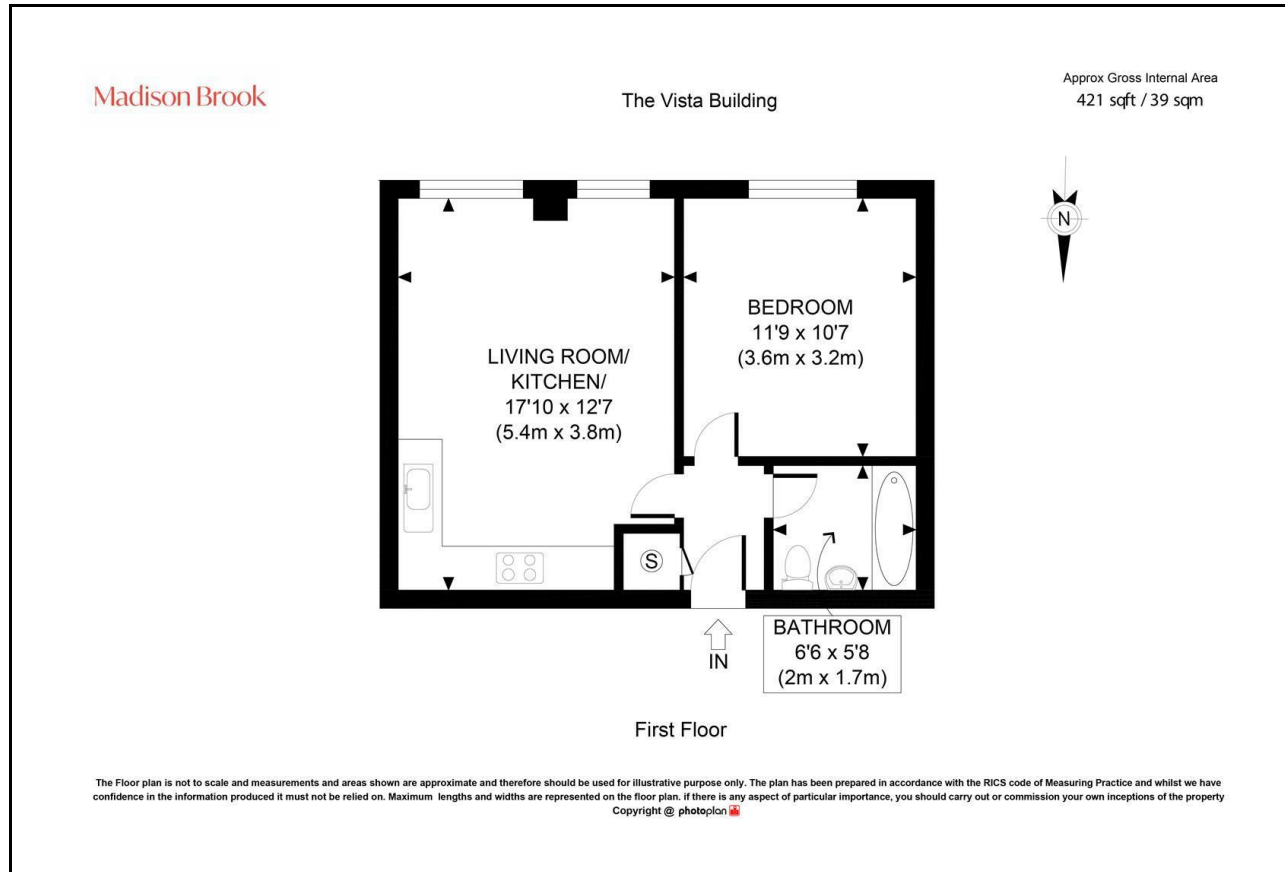 Madison Brook
The Vista Building
Approx Gross Internal Area
421 sqft / 39 sqm
N
BEDROOM
11'9 x 10'7
(3.6m x 3.2m)
LIVING ROOM/
KITCHEN/
17'10 x 12'7
(5.4m x 3.8m)
S
IN
BATHROOM
6'6 x 5'8
(2m x 1.7m)
First Floor
The Floor plan is not to scale and measurements and areas shown are approximate and therefore should be used for illustrative purpose only. The plan has been prepared in accordance with the RICS code of Measuring Practice and whilst we have
confidence in the information produced it must not be relied on. Maximum lengths and widths are represented on the floor plan. if there is any aspect of particular importance, you should carry out or commission your own inceptions of the property
Copyright @ photoplan